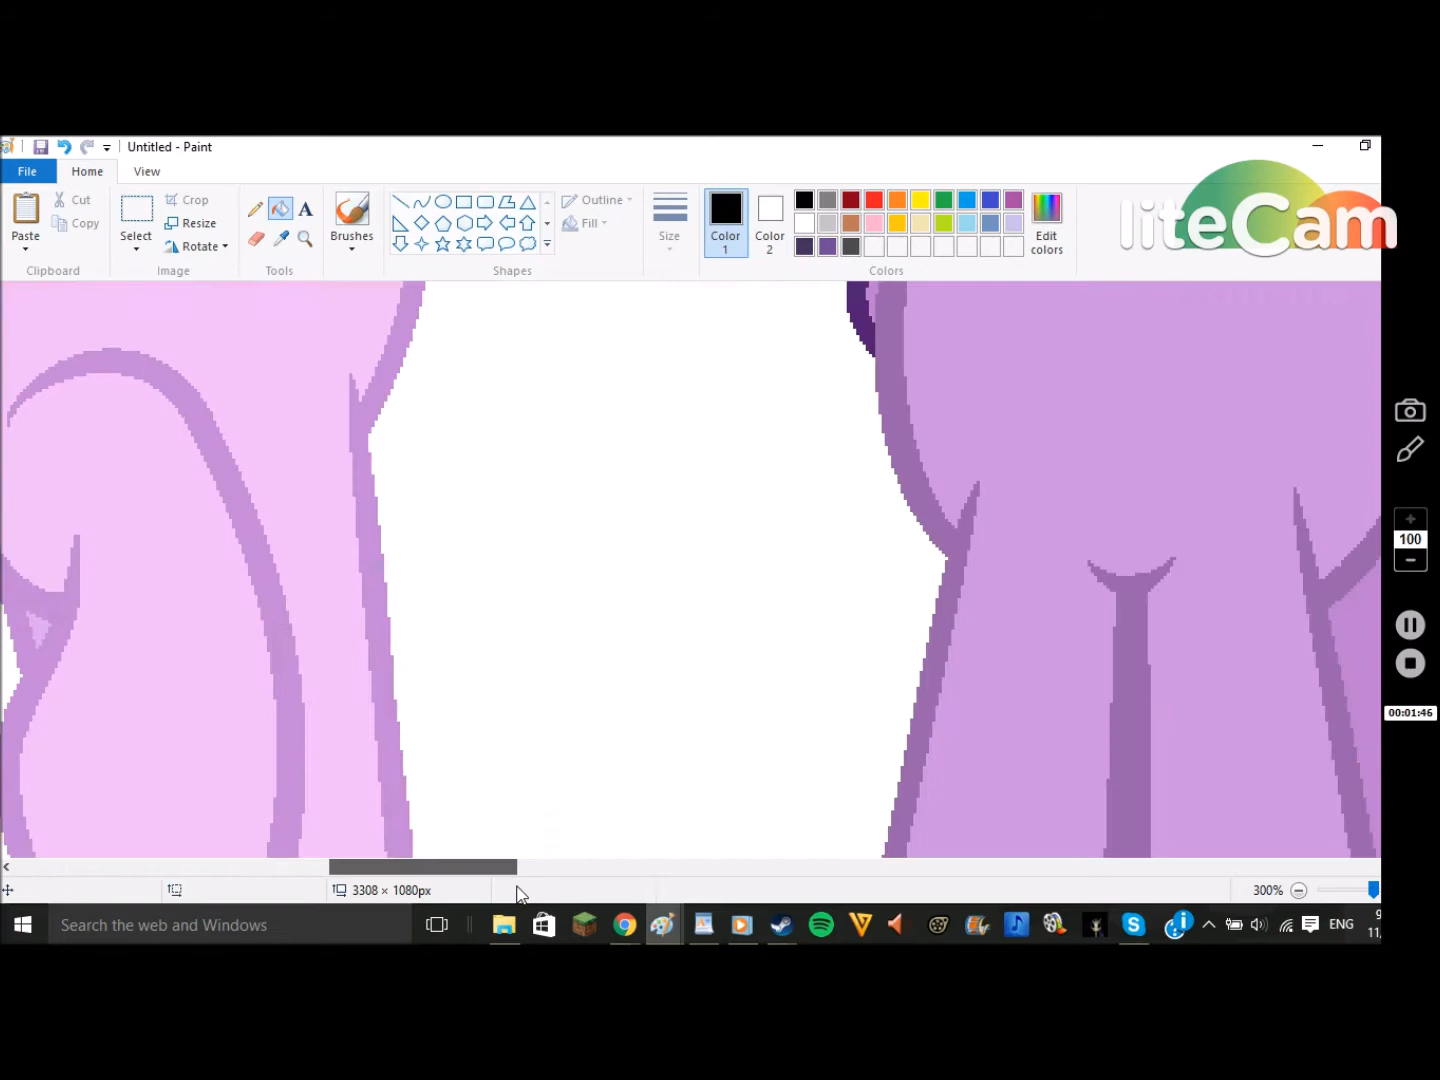 Untitled - Paint
liteCam
File Home View
Cut Crop Outline
Copy Resize Fill
Paste Select Rotate A Brushes Size Color 1 Color 2 Edit colors
Clipboard Image Tools Shapes Colors
100
00:01:46
3308 × 1080px 300%
Search the web and Windows ENG 9
11,